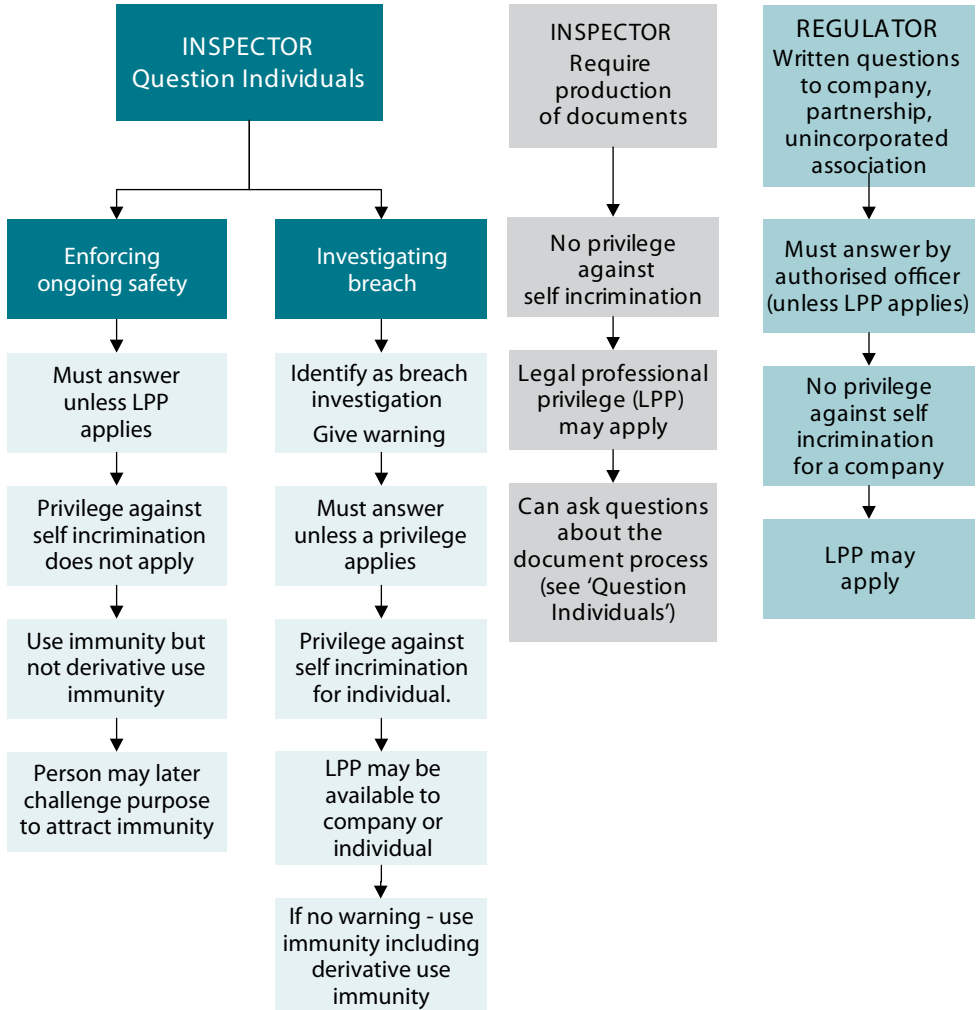 INSPECTOR
Question Individuals
Enforcing
ongoing safety
Must answer
unless LPP
applies
Privilege against
self incrimination
does not apply
Use immunity but
not derivative use
immunity
Person may later
challenge purpose
to attract immunity
Investigating
breach
Identify as breach
investigation
Give warning
Must answer
unless a privilege
applies
Privilege against
self incrimination
for individual.
LPP may be
available to
company or
individual
If no warning - use
immunity including
derivative use
immunity
INSPECTOR
Require
production
of documents
No privilege
against
self incrimination
Legal professional
privilege (LPP)
may apply
Can ask questions
about the
document process
(see ‘Question
Individuals’)
REGULATOR
Written questions
to company,
partnership,
unincorporated
association
Must answer by
authorised officer
(unless LPP applies)
No privilege
against self
incrimination
for a company
LPP may
apply